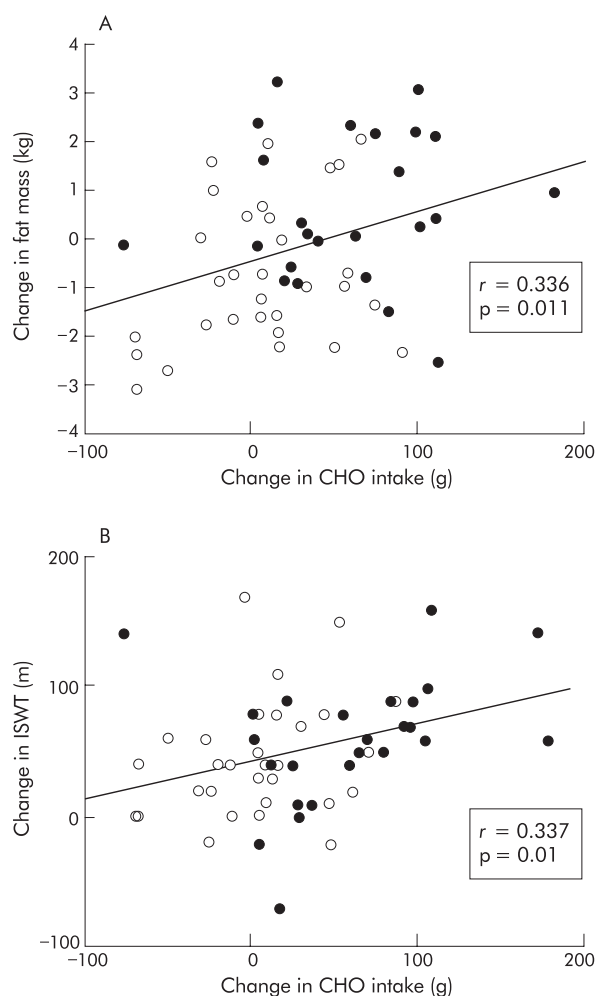 A
4
3
2
1
0
−1
−2
−3
−4
Change in fat mass (kg)
r = 0.336
p = 0.011
−100 0 100 200
Change in CHO intake (g)
B
200
100
0
−100
Change in ISWT (m)
r = 0.337
p = 0.01
−100 0 100 200
Change in CHO intake (g)